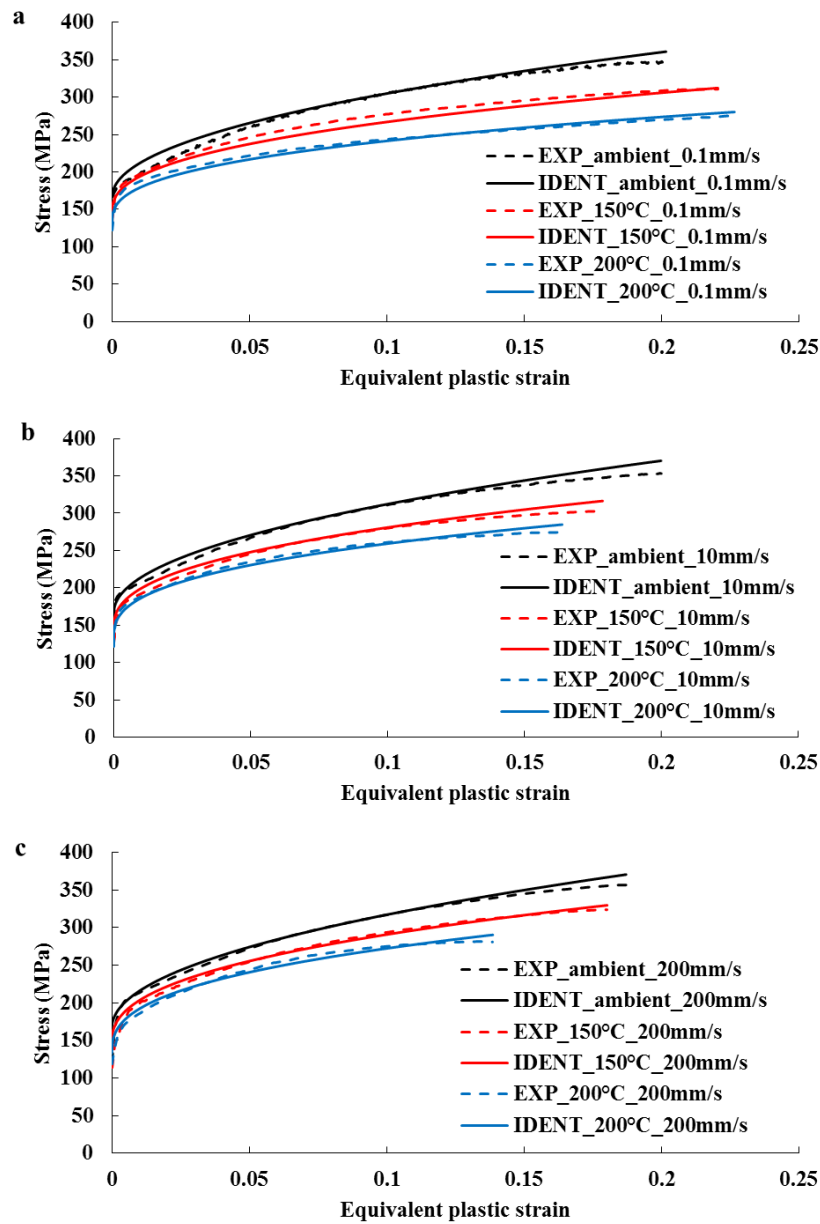 a
400
350
300
250
200
150
100
50
0
Stress (MPa)
EXP_ambient_0.1mm/s
IDENT_ambient_0.1mm/s
EXP_150°C_0.1mm/s
IDENT_150°C_0.1mm/s
EXP_200°C_0.1mm/s
IDENT_200°C_0.1mm/s
0 0.05 0.1 0.15 0.2 0.25
Equivalent plastic strain
b
400
350
300
250
200
150
100
50
0
Stress (MPa)
EXP_ambient_10mm/s
IDENT_ambient_10mm/s
EXP_150°C_10mm/s
IDENT_150°C_10mm/s
EXP_200°C_10mm/s
IDENT_200°C_10mm/s
0 0.05 0.1 0.15 0.2 0.25
Equivalent plastic strain
c
400
350
300
250
200
150
100
50
0
Stress (MPa)
EXP_ambient_200mm/s
IDENT_ambient_200mm/s
EXP_150°C_200mm/s
IDENT_150°C_200mm/s
EXP_200°C_200mm/s
IDENT_200°C_200mm/s
0 0.05 0.1 0.15 0.2 0.25
Equivalent plastic strain